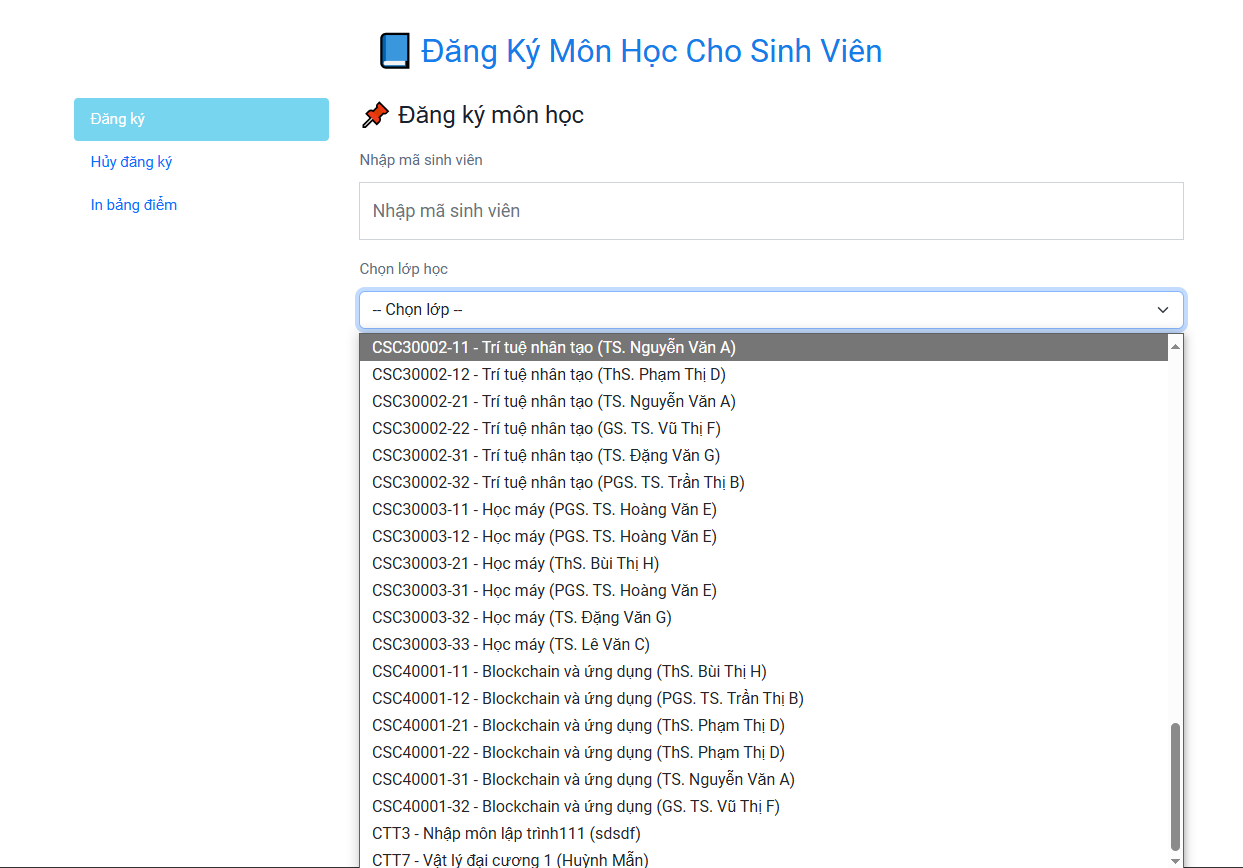 Đăng Ký Môn Học Cho Sinh Viên
Đăng ký
Hủy đăng ký
In bảng điểm
Đăng ký môn học
Nhập mã sinh viên
Nhập mã sinh viên
Chọn lớp học
-- Chọn lớp --
CSC30002-11 - Trí tuệ nhân tạo (TS. Nguyễn Văn A)
CSC30002-12 - Trí tuệ nhân tạo (ThS. Phạm Thị D)
CSC30002-21 - Trí tuệ nhân tạo (TS. Nguyễn Văn A)
CSC30002-22 - Trí tuệ nhân tạo (GS. TS. Vũ Thị F)
CSC30002-31 - Trí tuệ nhân tạo (TS. Đặng Văn G)
CSC30002-32 - Trí tuệ nhân tạo (PGS. TS. Trần Thị B)
CSC30003-11 - Học máy (PGS. TS. Hoàng Văn E)
CSC30003-12 - Học máy (PGS. TS. Hoàng Văn E)
CSC30003-21 - Học máy (ThS. Bùi Thị H)
CSC30003-31 - Học máy (PGS. TS. Hoàng Văn E)
CSC30003-32 - Học máy (TS. Đặng Văn G)
CSC30003-33 - Học máy (TS. Lê Văn C)
CSC40001-11 - Blockchain và ứng dụng (ThS. Bùi Thị H)
CSC40001-12 - Blockchain và ứng dụng (PGS. TS. Trần Thị B)
CSC40001-21 - Blockchain và ứng dụng (ThS. Phạm Thị D)
CSC40001-22 - Blockchain và ứng dụng (ThS. Phạm Thị D)
CSC40001-31 - Blockchain và ứng dụng (TS. Nguyễn Văn A)
CSC40001-32 - Blockchain và ứng dụng (GS. TS. Vũ Thị F)
CTT3 - Nhập môn lập trình111 (sdsdf)
CTT7 - Vật lý đại cương 1 (Huỳnh Mẫn)